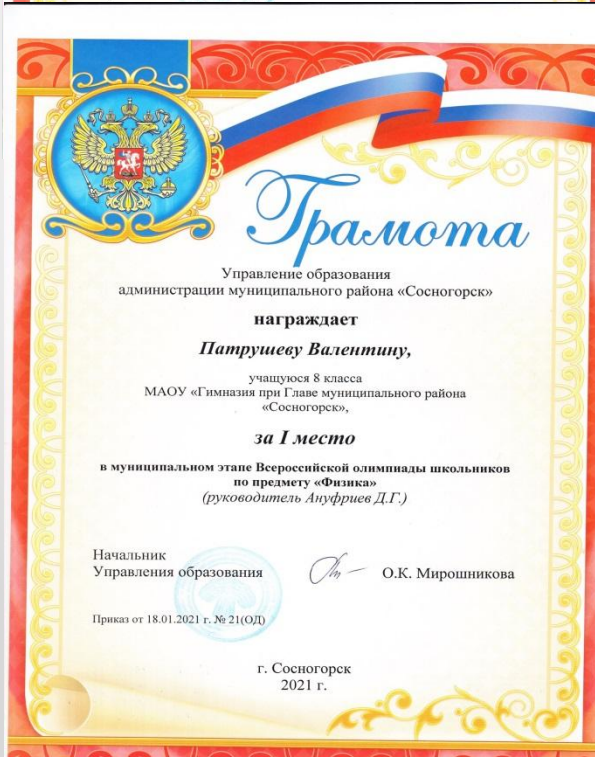 Грамота
Управление образования
администрации муниципального района «Сосногорск»
награждает
Патрушеву Валентину,
учащуюся 8 класса
МАОУ «Гимназия при Главе муниципального района
«Сосногорск»,
за I место
в муниципальном этапе Всероссийской олимпиады школьников
по предмету «Физика»
(руководитель Ануфриев Д.Г.)
Начальник
Управления образования О.К. Мирошникова
Приказ от 18.01.2021 г. № 21(ОД)
г. Сосногорск
2021 г.